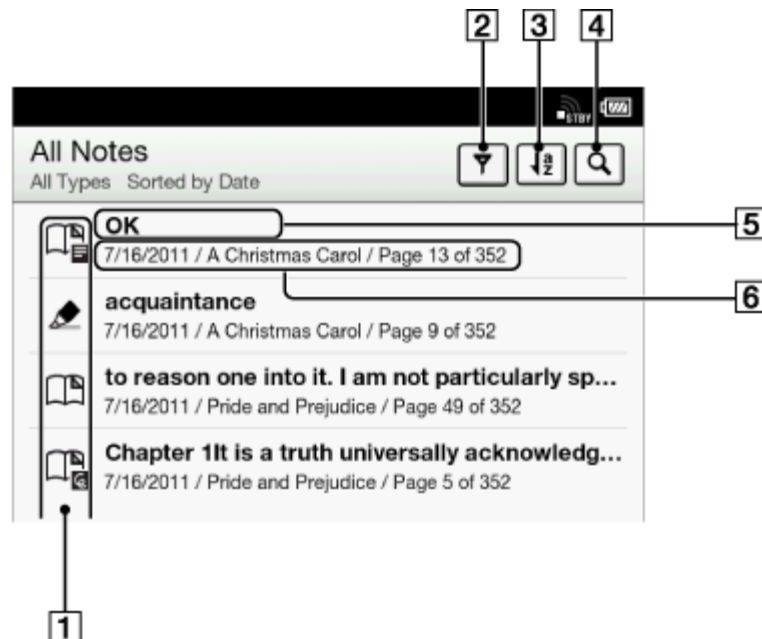 2 3 4
STBY
All Notes
a
z
All Types Sorted by Date
OK
5
7/16/2011 / A Christmas Carol / Page 13 of 352
6
acquaintance
7/16/2011 / A Christmas Carol / Page 9 of 352
to reason one into it. I am not particularly sp...
7/16/2011 / Pride and Prejudice / Page 49 of 352
Chapter 1It is a truth universally acknowledg...
7/16/2011 / Pride and Prejudice / Page 5 of 352
1